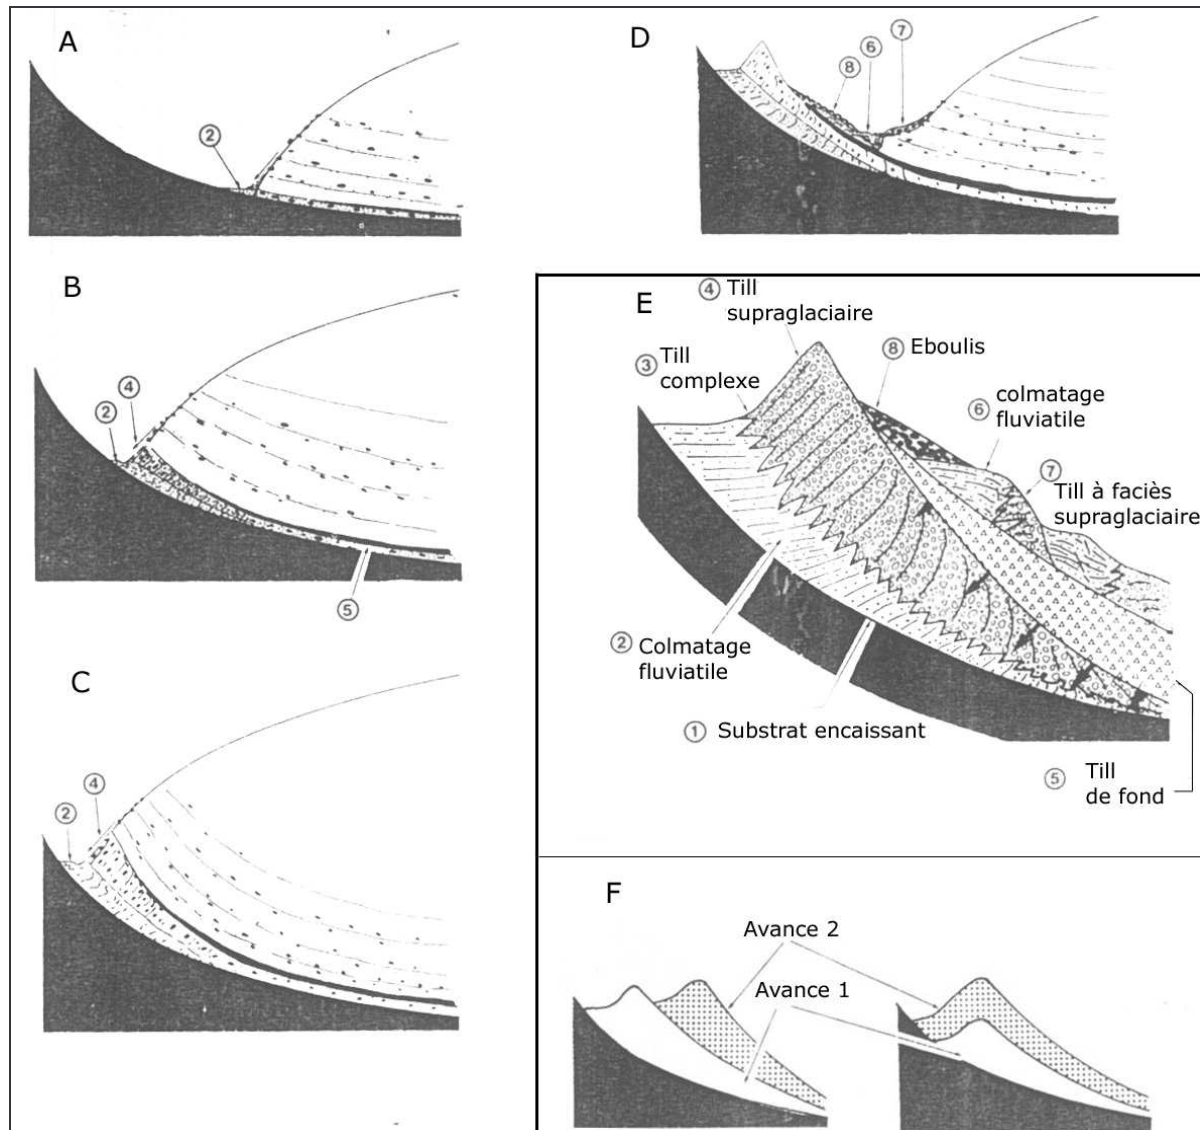 A
②
B
④
②
⑤
C
④
②
D
⑦
⑥
⑧
E
④ Till
supraglaciaire
③ Till
complexe
⑧ Eboulis
⑥ colmatage
fluviatile
⑦
Till à faciès
supraglaciaire
② Colmatage
fluviatile
① Substrat encaissant
⑤ Till
de fond
F
Avance 2
Avance 1